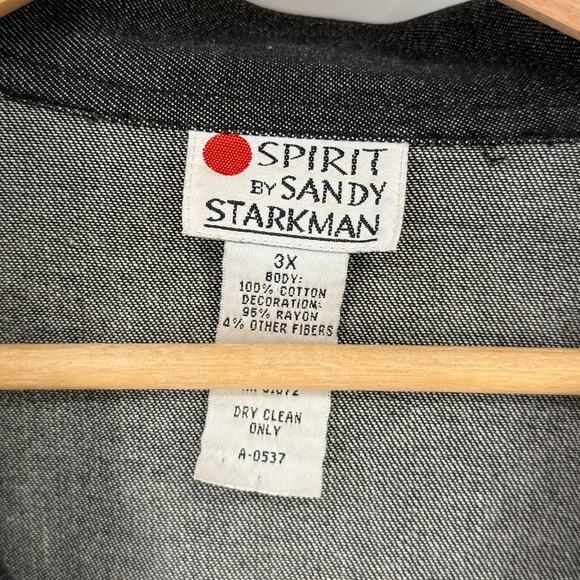 SPIRIT
BY SANDY
STARKMAN
3X
BODY:
100% COTTON
DECORATION:
96% RAYON
4% OTHER FIBERS
DRY CLEAN
ONLY
A-0537